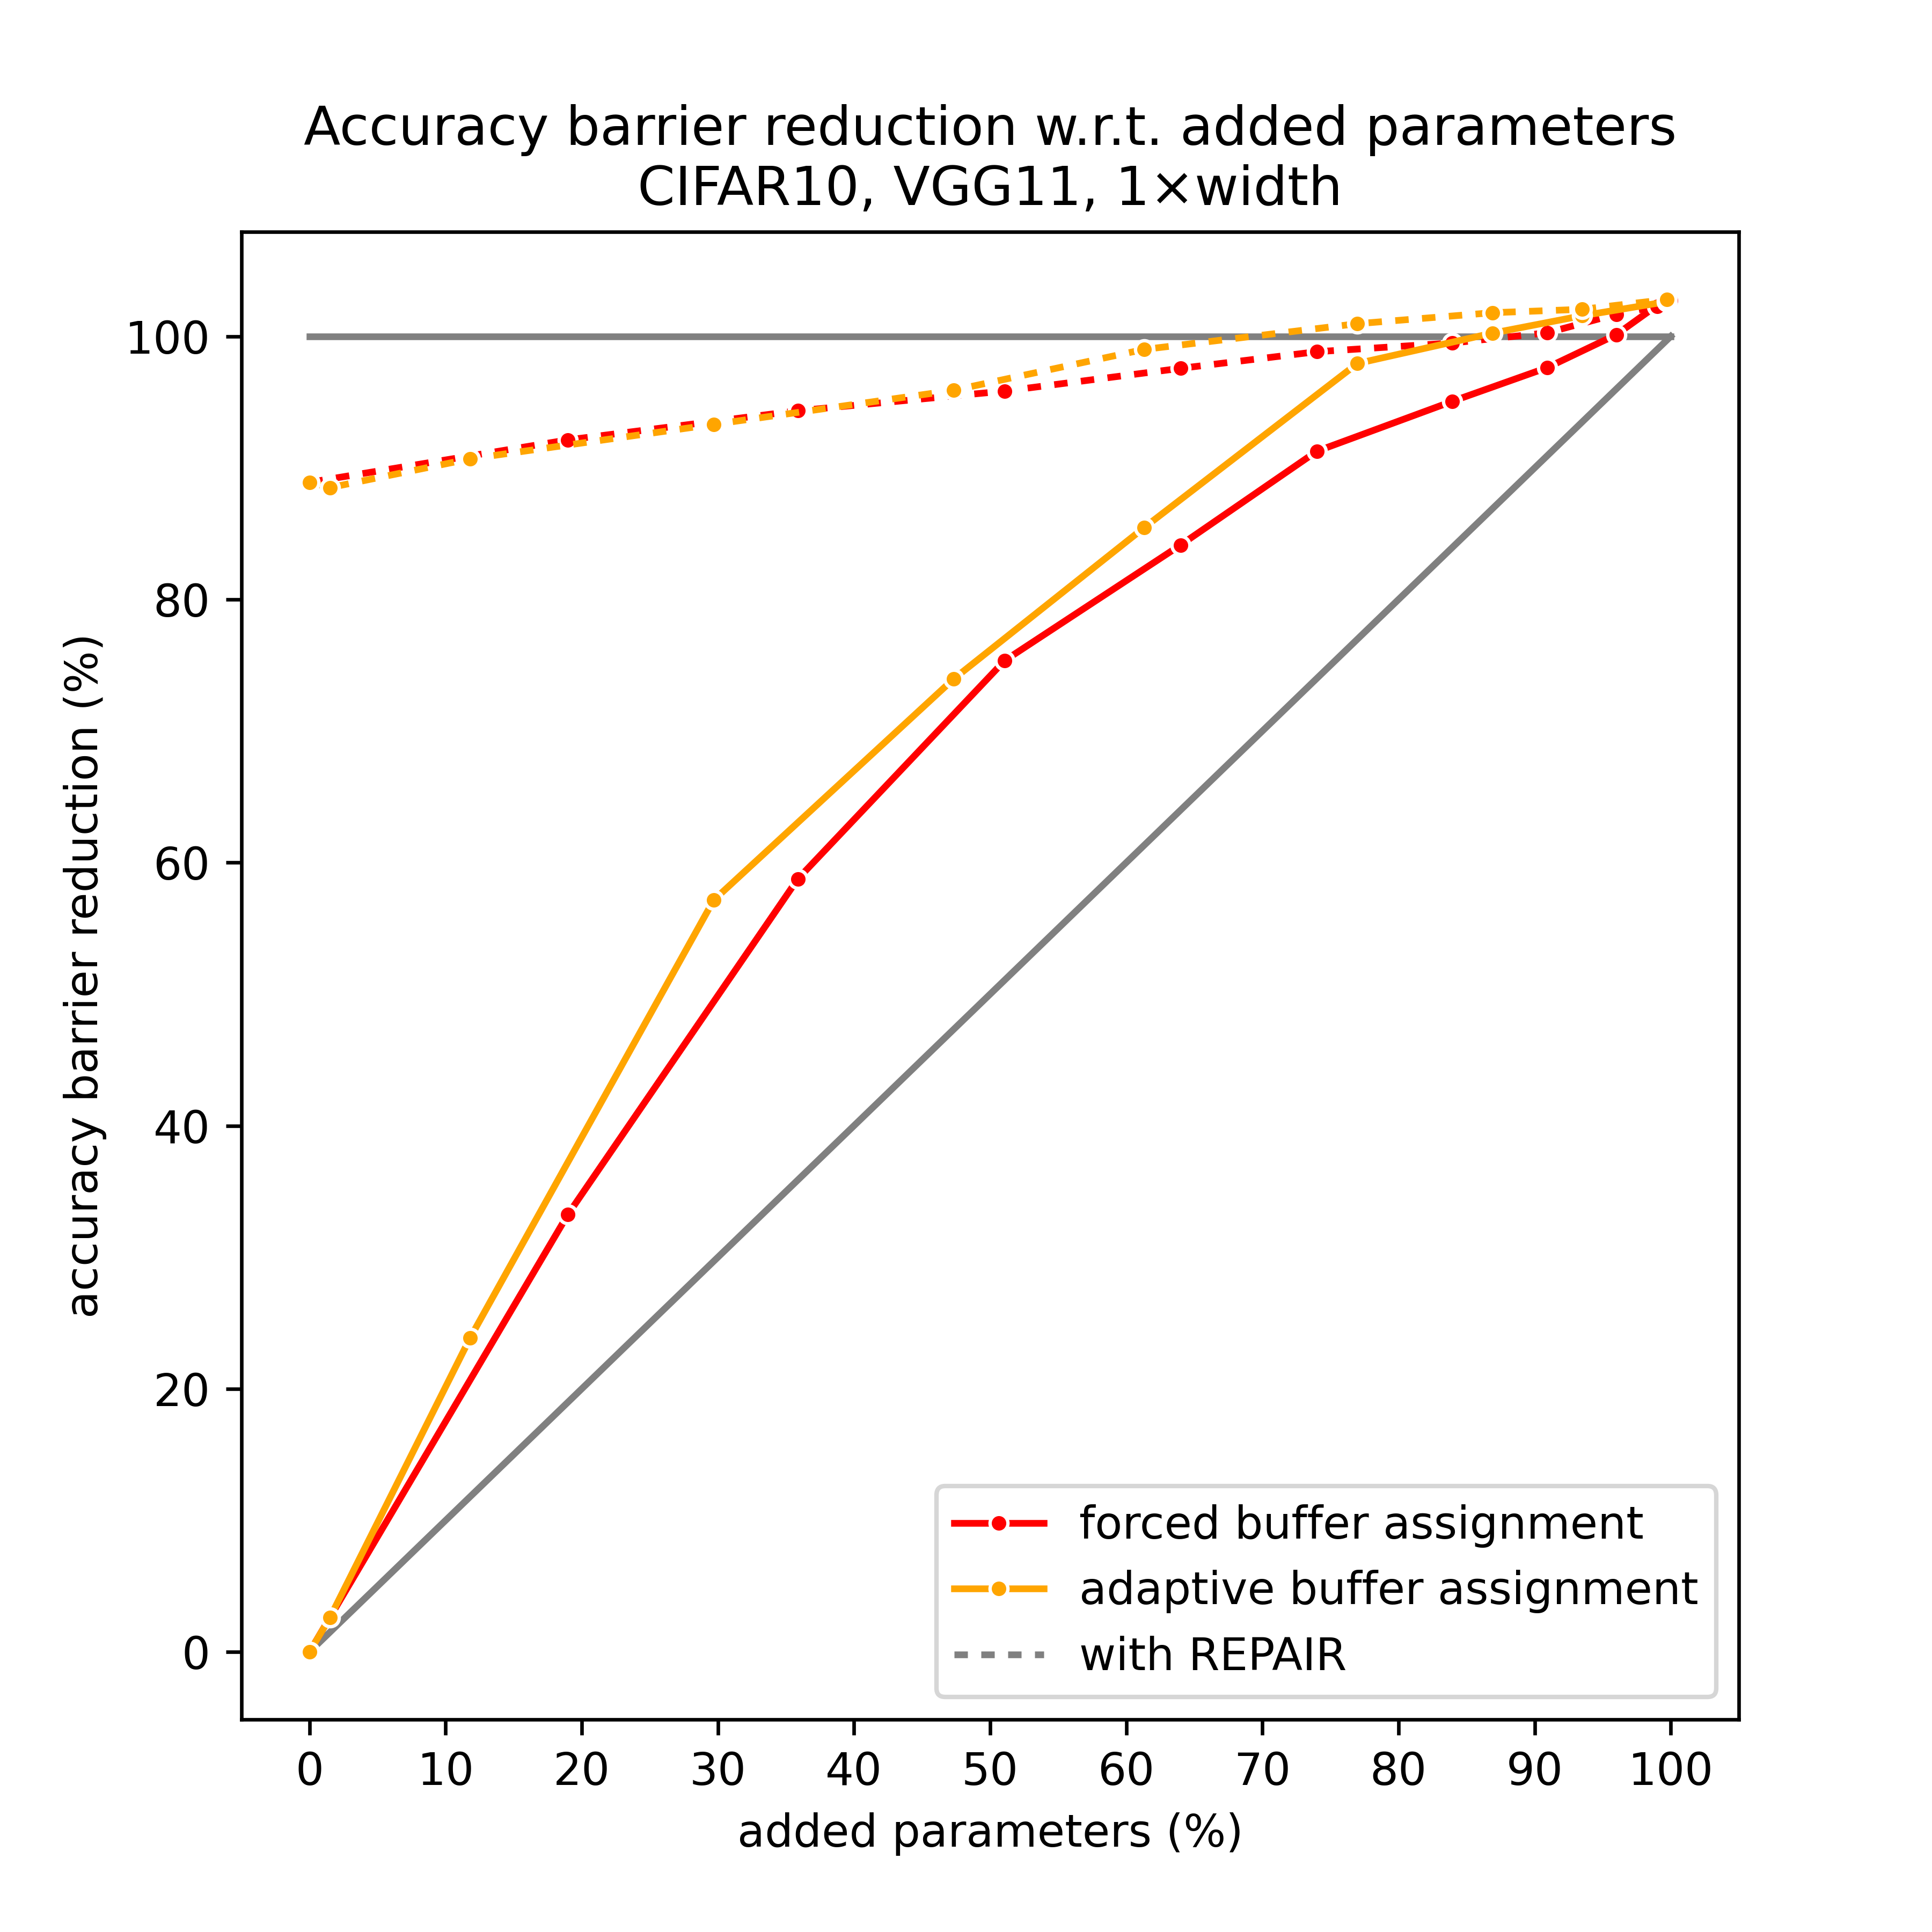 Accuracy barrier reduction w.r.t. added parameters
CIFAR10, VGG11, 1×width
accuracy barrier reduction (%)
100
80
60
40
20
0
forced buffer assignment
adaptive buffer assignment
with REPAIR
0 10 20 30 40 50 60 70 80 90 100
added parameters (%)